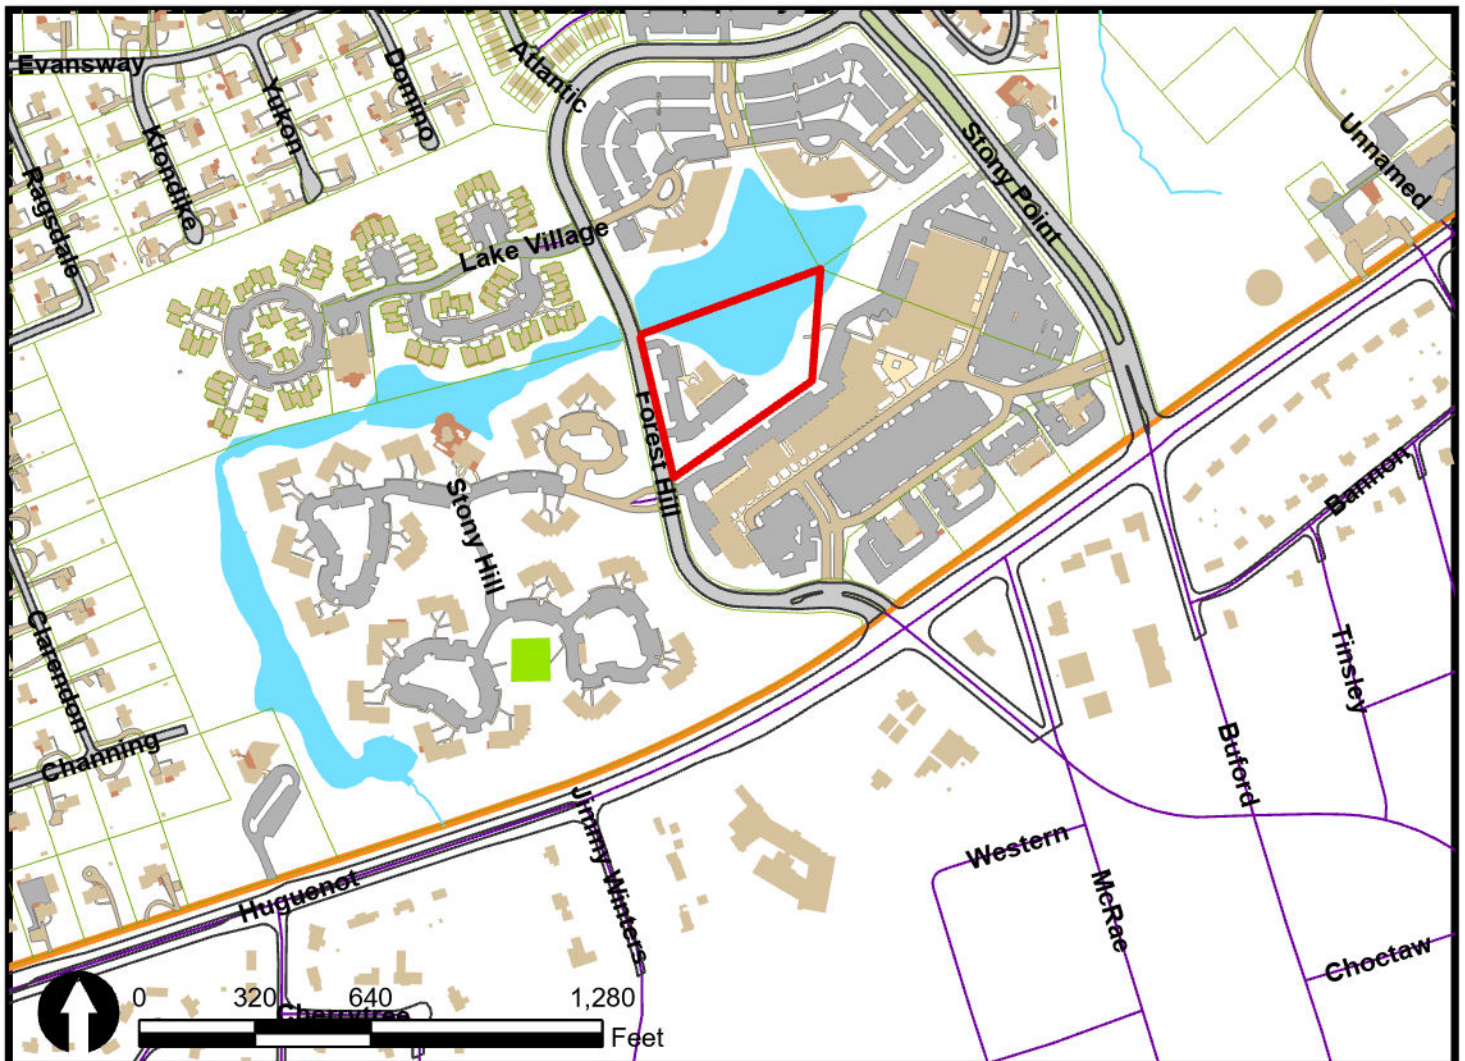 Evansway
Yukon
Domino
Atlantic
Klondike
Ragsdale
Stony Point
Unnamed
Lake Village
Forest Hill
Stony Hill
Bannon
Clarendon
Channing
Tinsley
Buford
Jimmy Winters
Western
McRae
Huguenot
Choctaw
Cherrytree
0 320 640 1,280
Feet